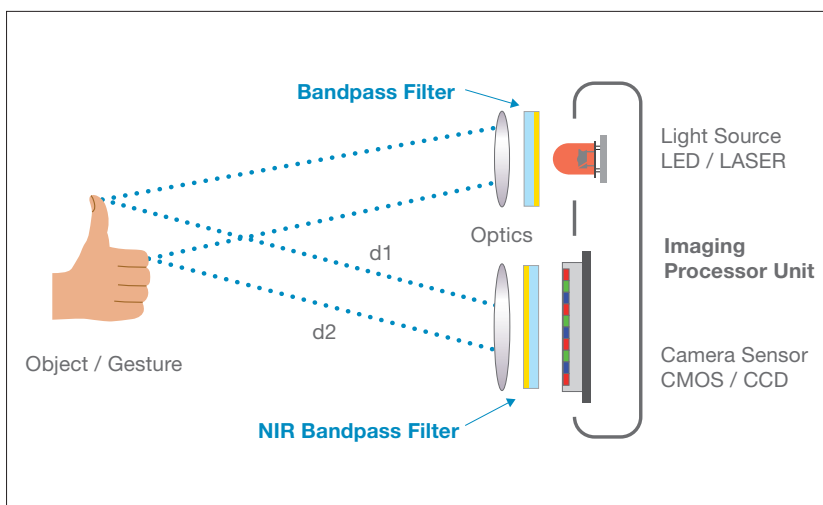 Bandpass Filter
Light Source
LED / LASER
Optics
Imaging
Processor Unit
d1
d2
Object / Gesture
Camera Sensor
CMOS / CCD
NIR Bandpass Filter